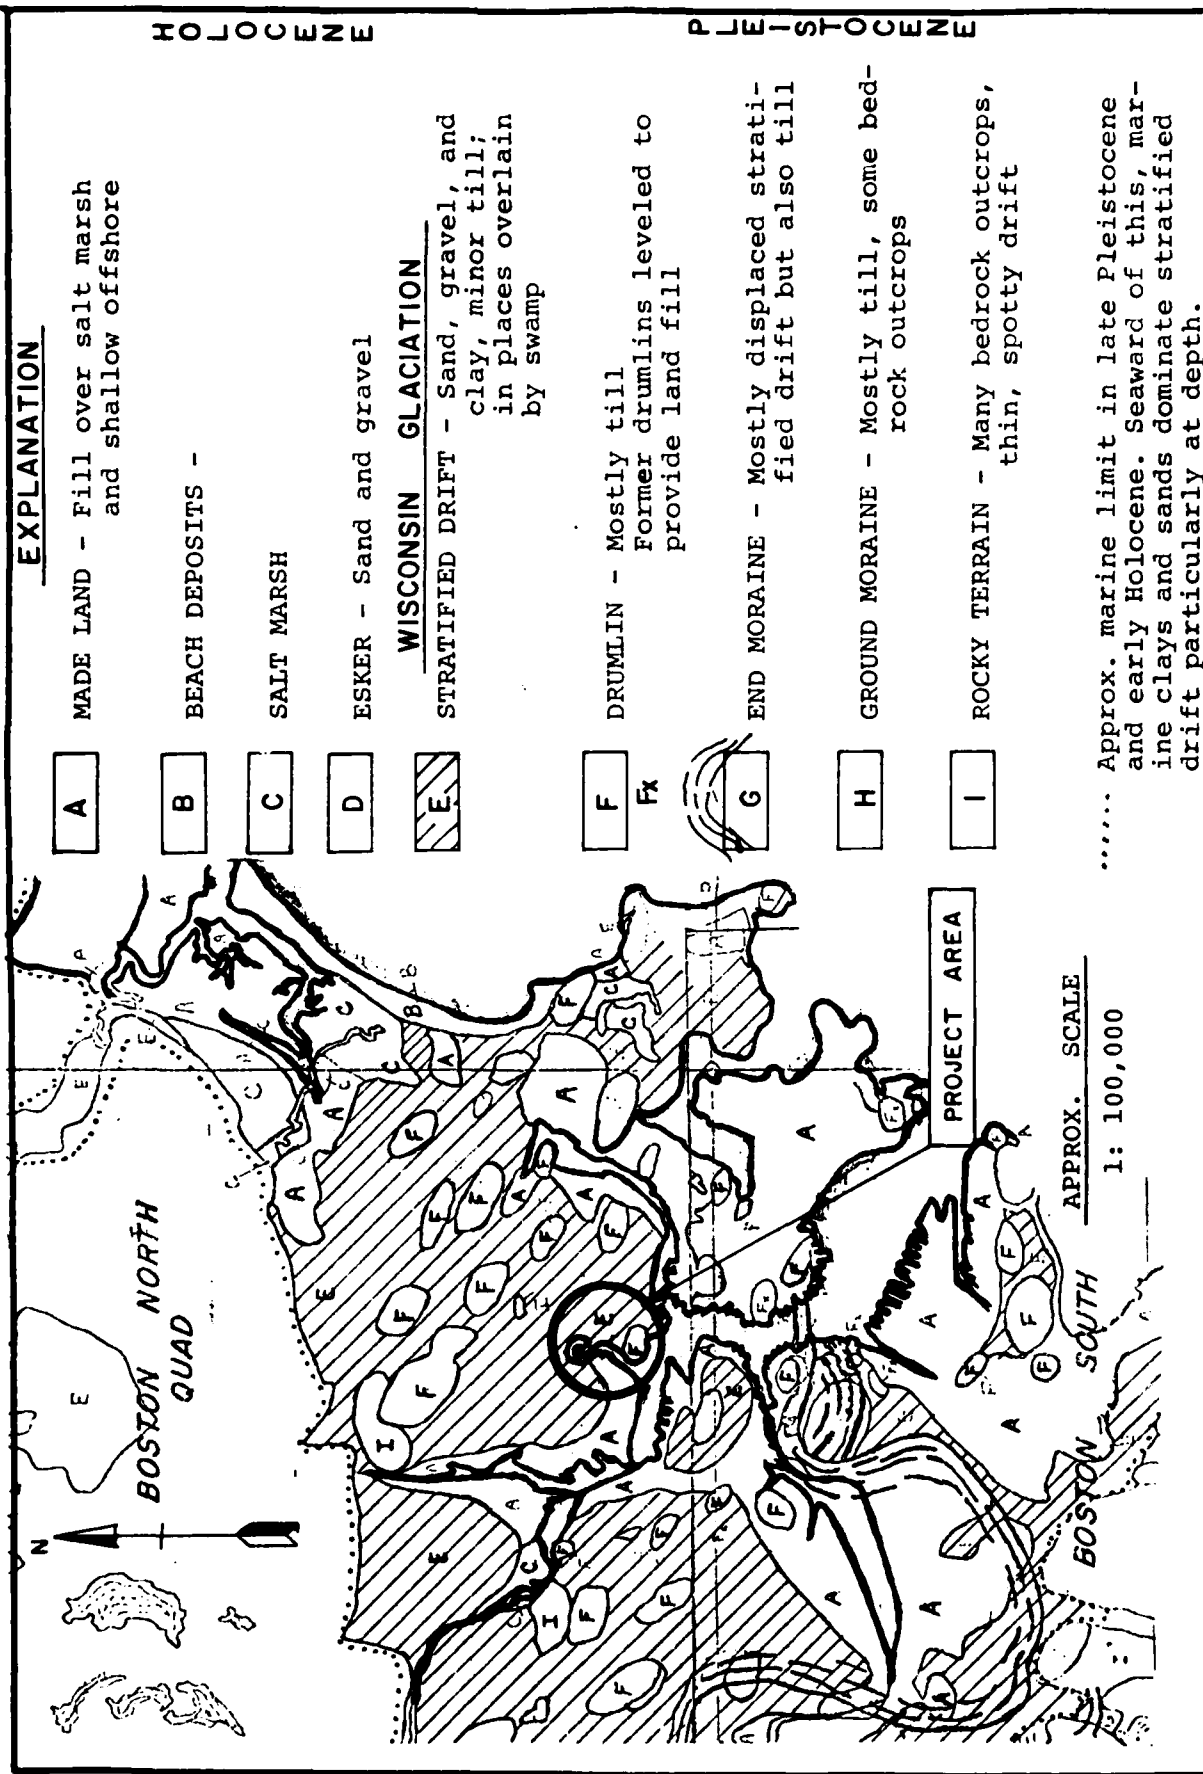 EXPLANATION
HOLOCENE
A
MADE LAND - Fill over salt marsh
and shallow offshore
B
BEACH DEPOSITS -
C
SALT MARSH
D
ESKER - Sand and gravel
WISCONSIN GLACIATION
E
STRATIFIED DRIFT - Sand, gravel, and
clay, minor till;
in places overlain
by swamp
PLEISTOCENE
F
DRUMLIN - Mostly till
Fx
Former drumlins leveled to
provide land fill
G
END MORAINE - Mostly displaced strati-
fied drift but also till
H
GROUND MORAINE - Mostly till, some bed-
rock outcrops
I
ROCKY TERRAIN - Many bedrock outcrops,
thin, spotty drift
...... Approx. marine limit in late Pleistocene
and early Holocene. Seaward of this, mar-
ine clays and sands dominate stratified
drift particularly at depth.
N
BOSTON NORTH
QUAD
E
E
E
A
A
C
C
B
B
A
A
A
F
F
F
F
F
F
I
E
A
A
C
I
F
F
F
A
A
A
A
PROJECT AREA
BOSTON SOUTH
APPROX. SCALE
1: 100,000